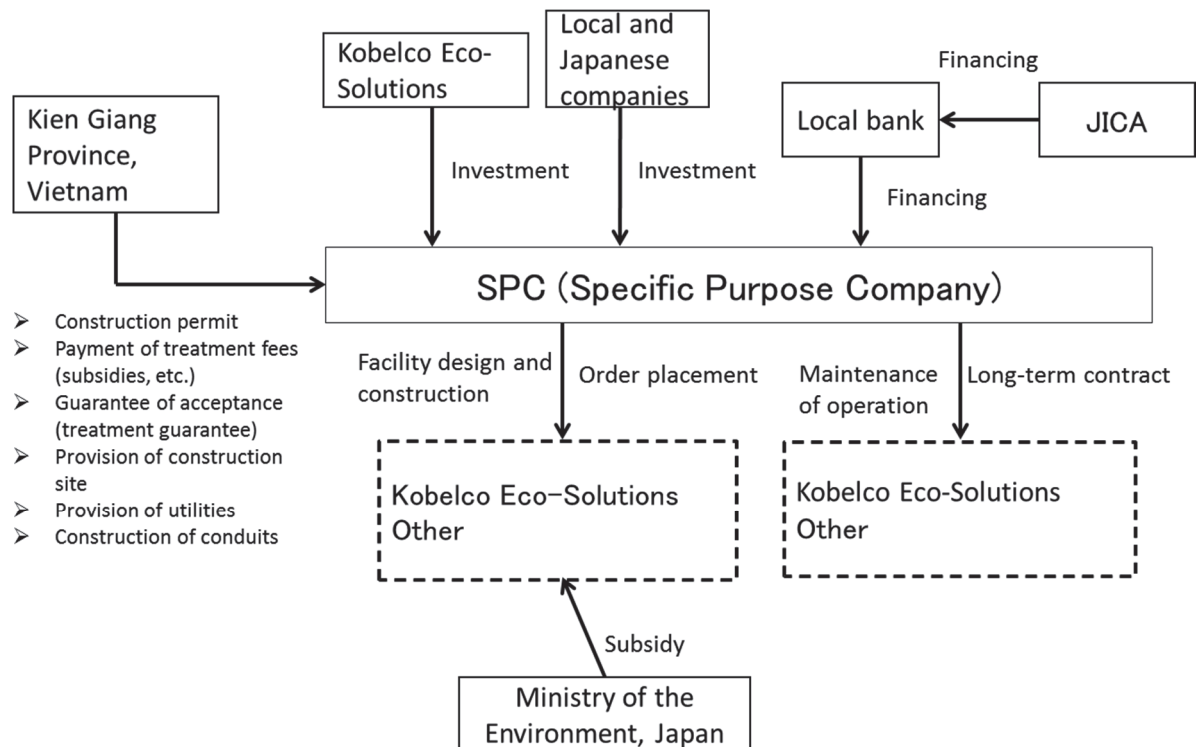 Kobelco Eco-
Solutions
Local and
Japanese
companies
Financing
Kien Giang
Province,
Vietnam
Local bank
JICA
Investment
Investment
Financing
SPC (Specific Purpose Company)
➢ Construction permit
➢ Payment of treatment fees
(subsidies, etc.)
➢ Guarantee of acceptance
(treatment guarantee)
➢ Provision of construction
site
➢ Provision of utilities
➢ Construction of conduits
Facility design and
construction
Order placement
Maintenance
of operation
Long-term contract
Kobelco Eco-Solutions
Other
Kobelco Eco-Solutions
Other
Subsidy
Ministry of the
Environment, Japan